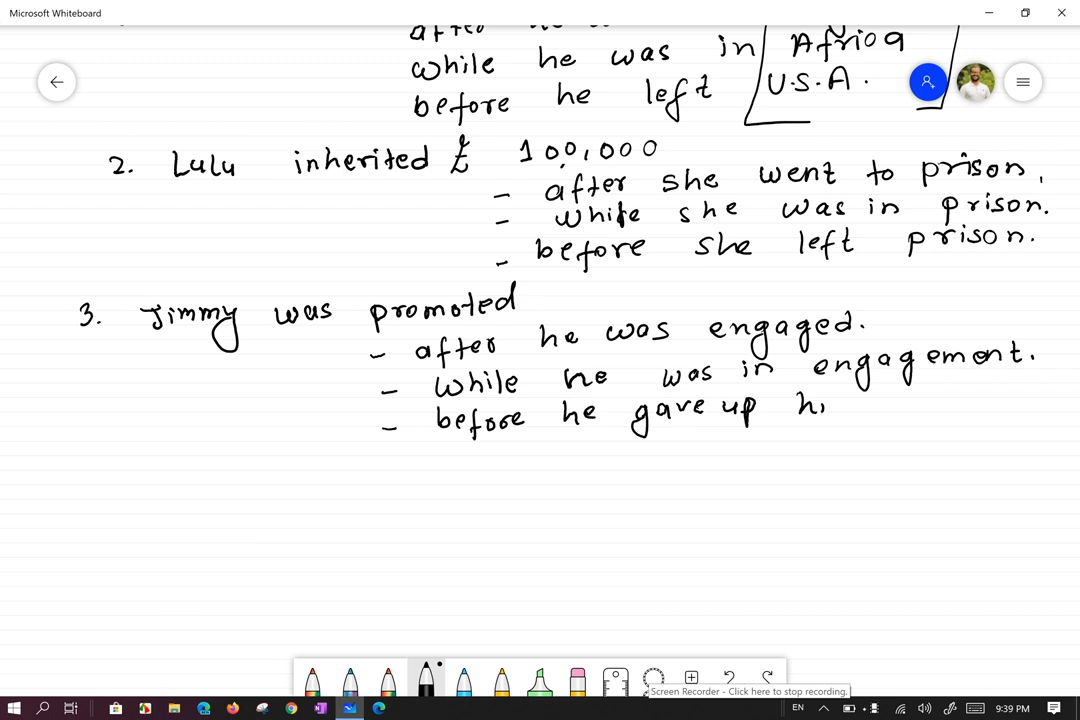 Microsoft Whiteboard
after he
while he was in Africa
before he left U.S.A.
2. Lulu inherited £ 100,000
- after she went to prison,
- while she was in prison.
- before she left prison.
3. Jimmy was promoted
- after he was engaged.
- while he was in engagement.
- before he gave up hi
Screen Recorder - Click here to stop recording.
EN
9:39 PM